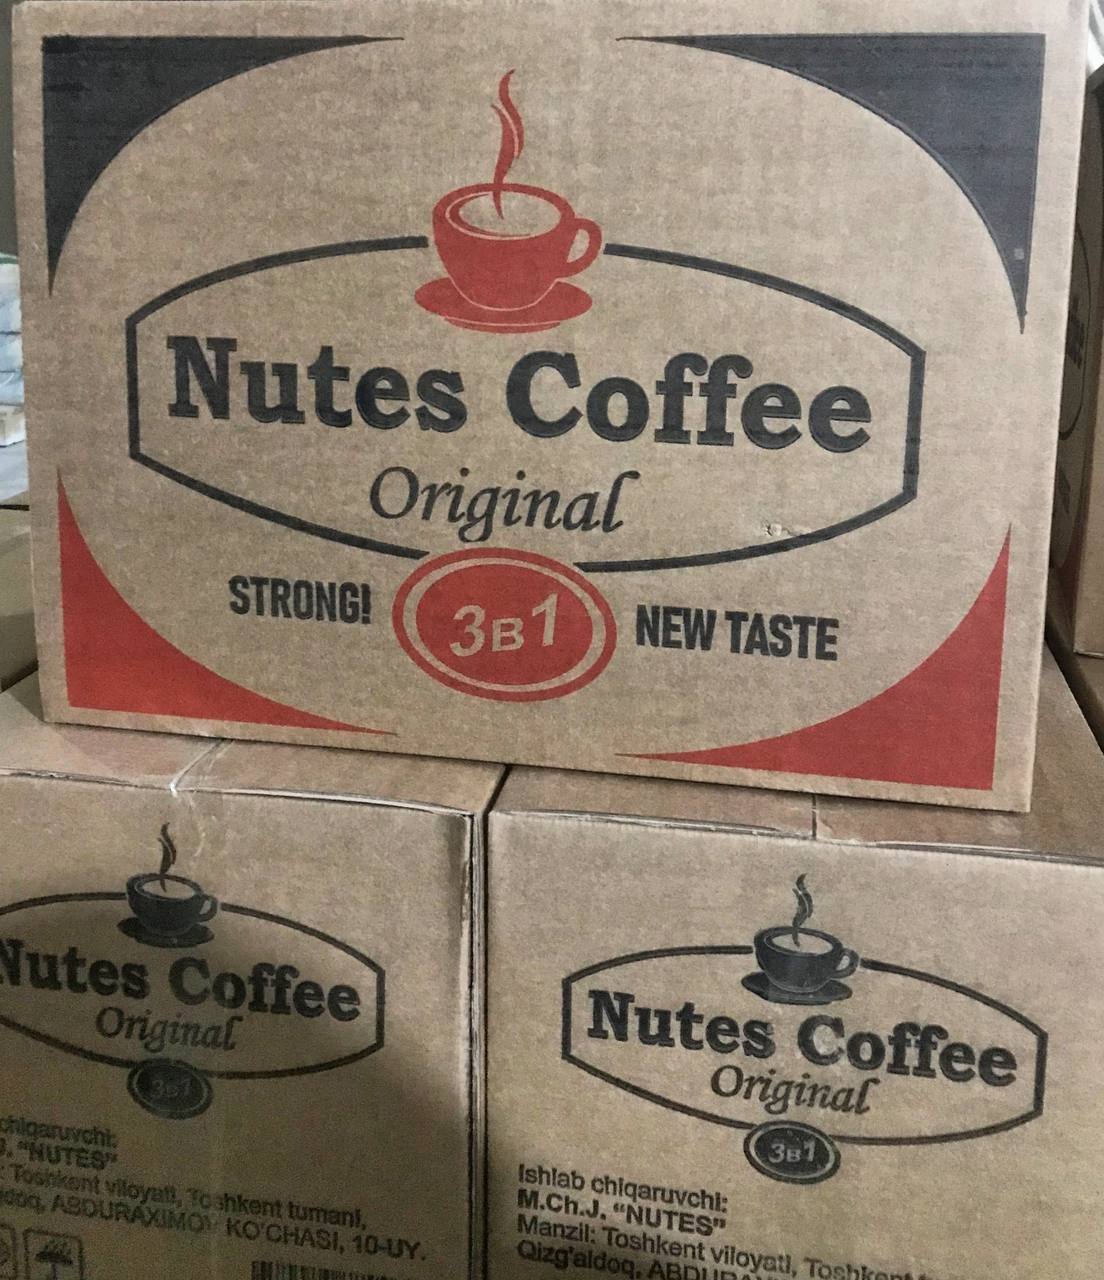 Nutes Coffee
Original
STRONG!
3в1
NEW TASTE
Nutes Coffee
Original
3в1
chiqaruvchi:
"NUTES"
: Toshkent viloyati, Toshkent tumani,
ABDURAXIMOV KO'CHASI, 10-UY.
Nutes Coffee
Original
3в1
Ishlab chiqaruvchi:
M.Ch.J. "NUTES"
Manzil: Toshkent viloyati,
Qizg'aldoq,